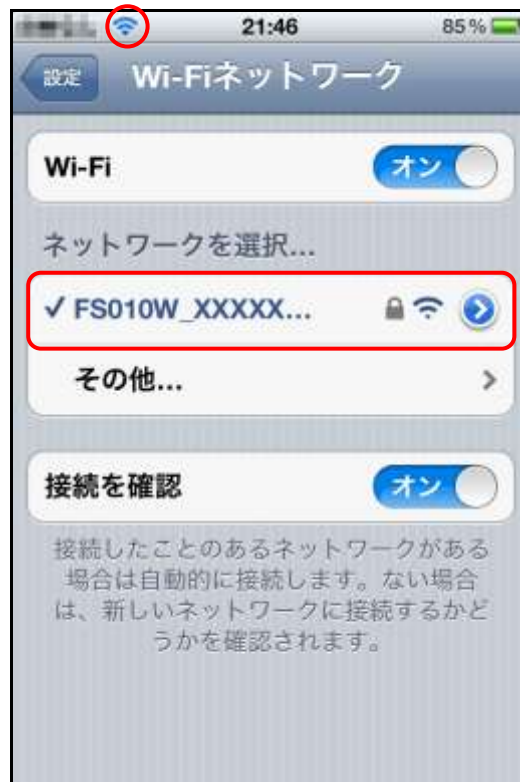 21:46
85%
設定
Wi-Fiネットワーク
Wi-Fi
オン
ネットワークを選択...
✓ FS010W_XXXXX...
その他...
接続を確認
オン
接続したことのあるネットワークがある
場合は自動的に接続します。ない場合
は、新しいネットワークに接続するかど
うかを確認されます。